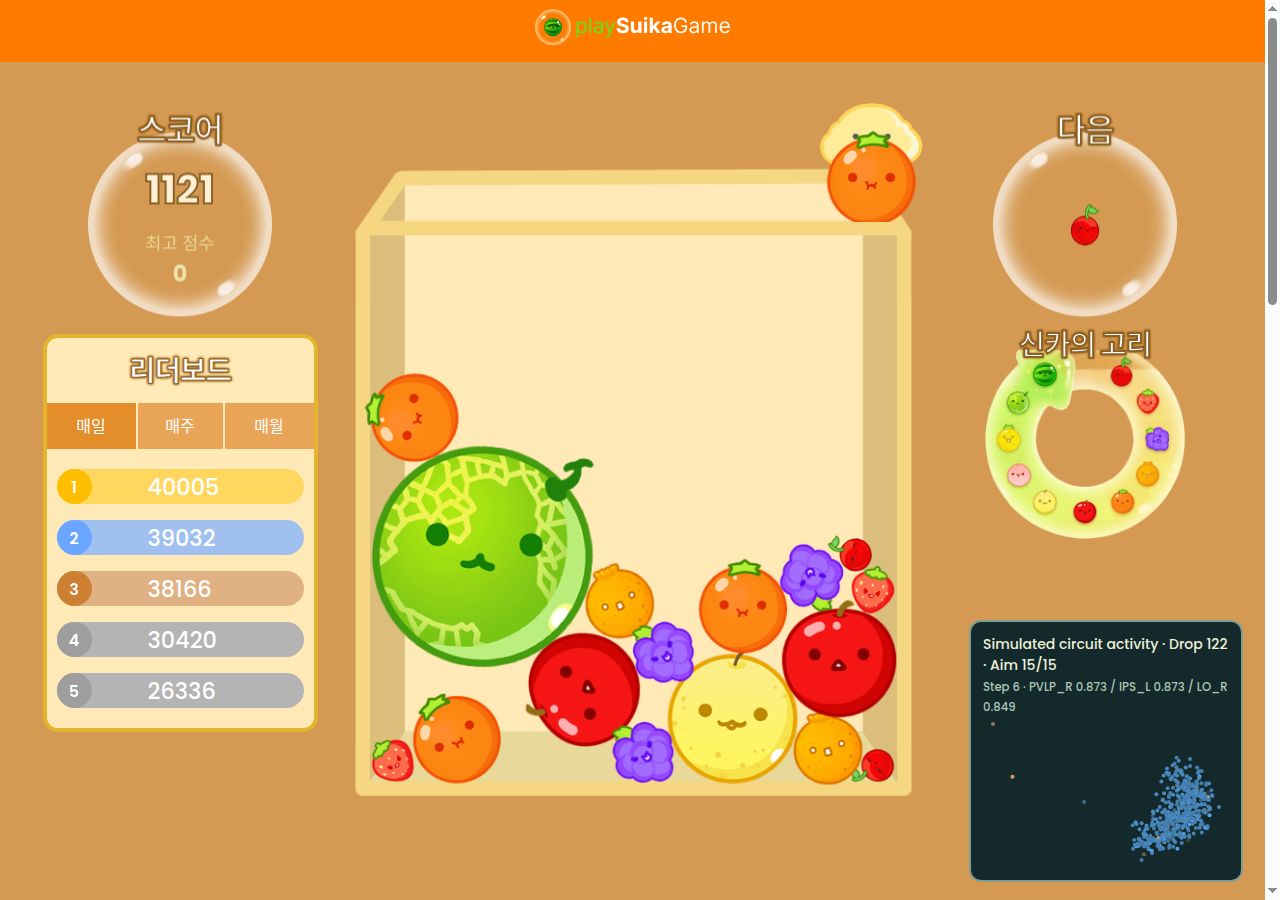 playSuikaGame
스코어
1121
최고 점수
0
다음
리더보드
매일 매주 매월
1 40005
2 39032
3 38166
4 30420
5 26336
신카의 고리
Simulated circuit activity · Drop 122
· Aim 15/15
Step 6 · PVLP_R 0.873 / IPS_L 0.873 / LO_R
0.849